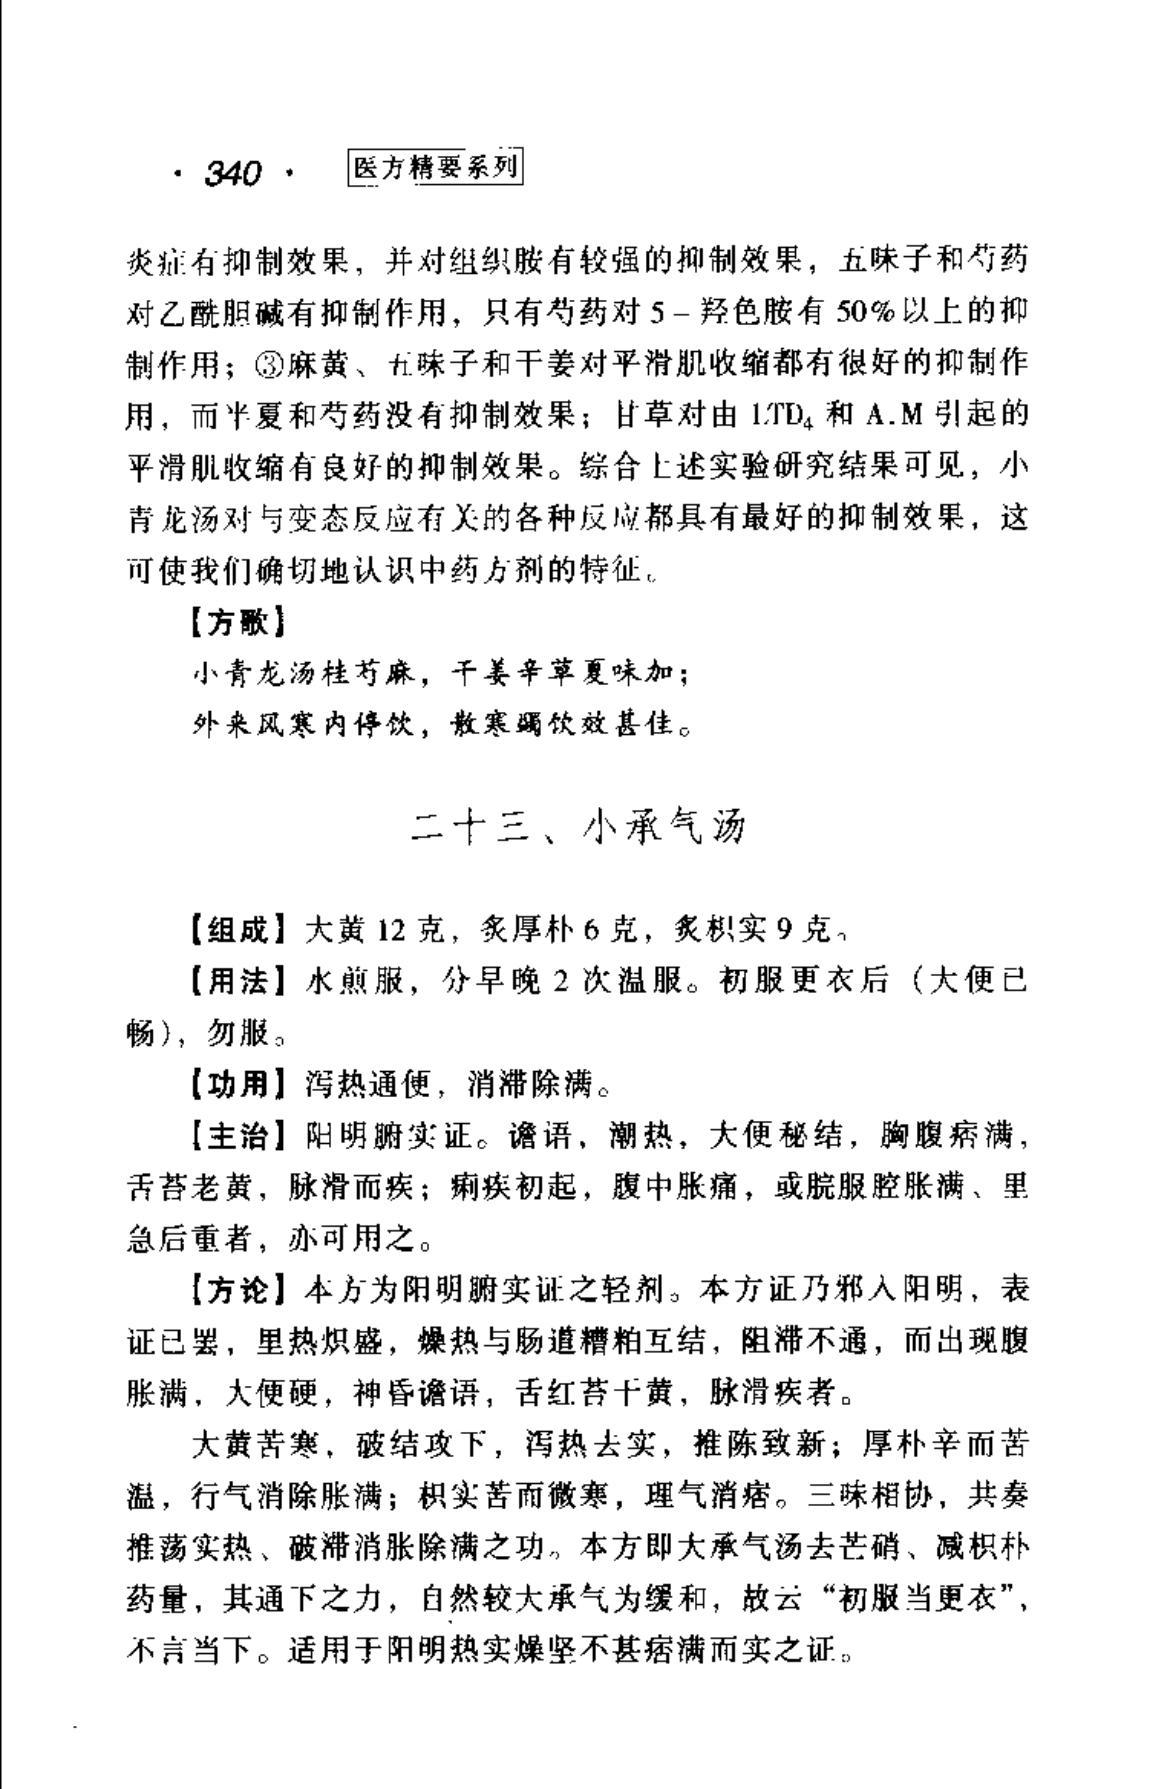 · 340 · 医方精要系列
炎症有抑制效果，并对组织胺有较强的抑制效果，五味子和芍药
对乙酰胆碱有抑制作用，只有芍药对 5－羟色胺有 50%以上的抑
制作用；③麻黄、五味子和干姜对平滑肌收缩都有很好的抑制作
用，而半夏和芍药没有抑制效果；甘草对由 LTD₄ 和 A.M 引起的
平滑肌收缩有良好的抑制效果。综合上述实验研究结果可见，小
青龙汤对与变态反应有关的各种反应都具有最好的抑制效果，这
可使我们确切地认识中药方剂的特征。
【方歌】
小青龙汤桂芍麻，干姜辛草夏味加；
外来风寒内停饮，散寒蠲饮效甚佳。
二十三、小承气汤
【组成】大黄 12 克，炙厚朴 6 克，炙枳实 9 克。
【用法】水煎服，分早晚 2 次温服。初服更衣后（大便已
畅），勿服。
【功用】泻热通便，消滞除满。
【主治】阳明腑实证。谵语，潮热，大便秘结，胸腹痞满，
舌苔老黄，脉滑而疾；痢疾初起，腹中胀痛，或脘腹腔胀满、里
急后重者，亦可用之。
【方论】本方为阳明腑实证之轻剂。本方证乃邪入阳明，表
证已罢，里热炽盛，燥热与肠道糟粕互结，阻滞不通，而出现腹
胀满，大便硬，神昏谵语，舌红苔干黄，脉滑疾者。
大黄苦寒，破结攻下，泻热去实，推陈致新；厚朴辛而苦
温，行气消除胀满；枳实苦而微寒，理气消痞。三味相协，共奏
推荡实热、破滞消胀除满之功。本方即大承气汤去芒硝、减枳朴
药量，其通下之力，自然较大承气为缓和，故云“初服当更衣”，
不言当下。适用于阳明热实燥坚不甚痞满而实之证。